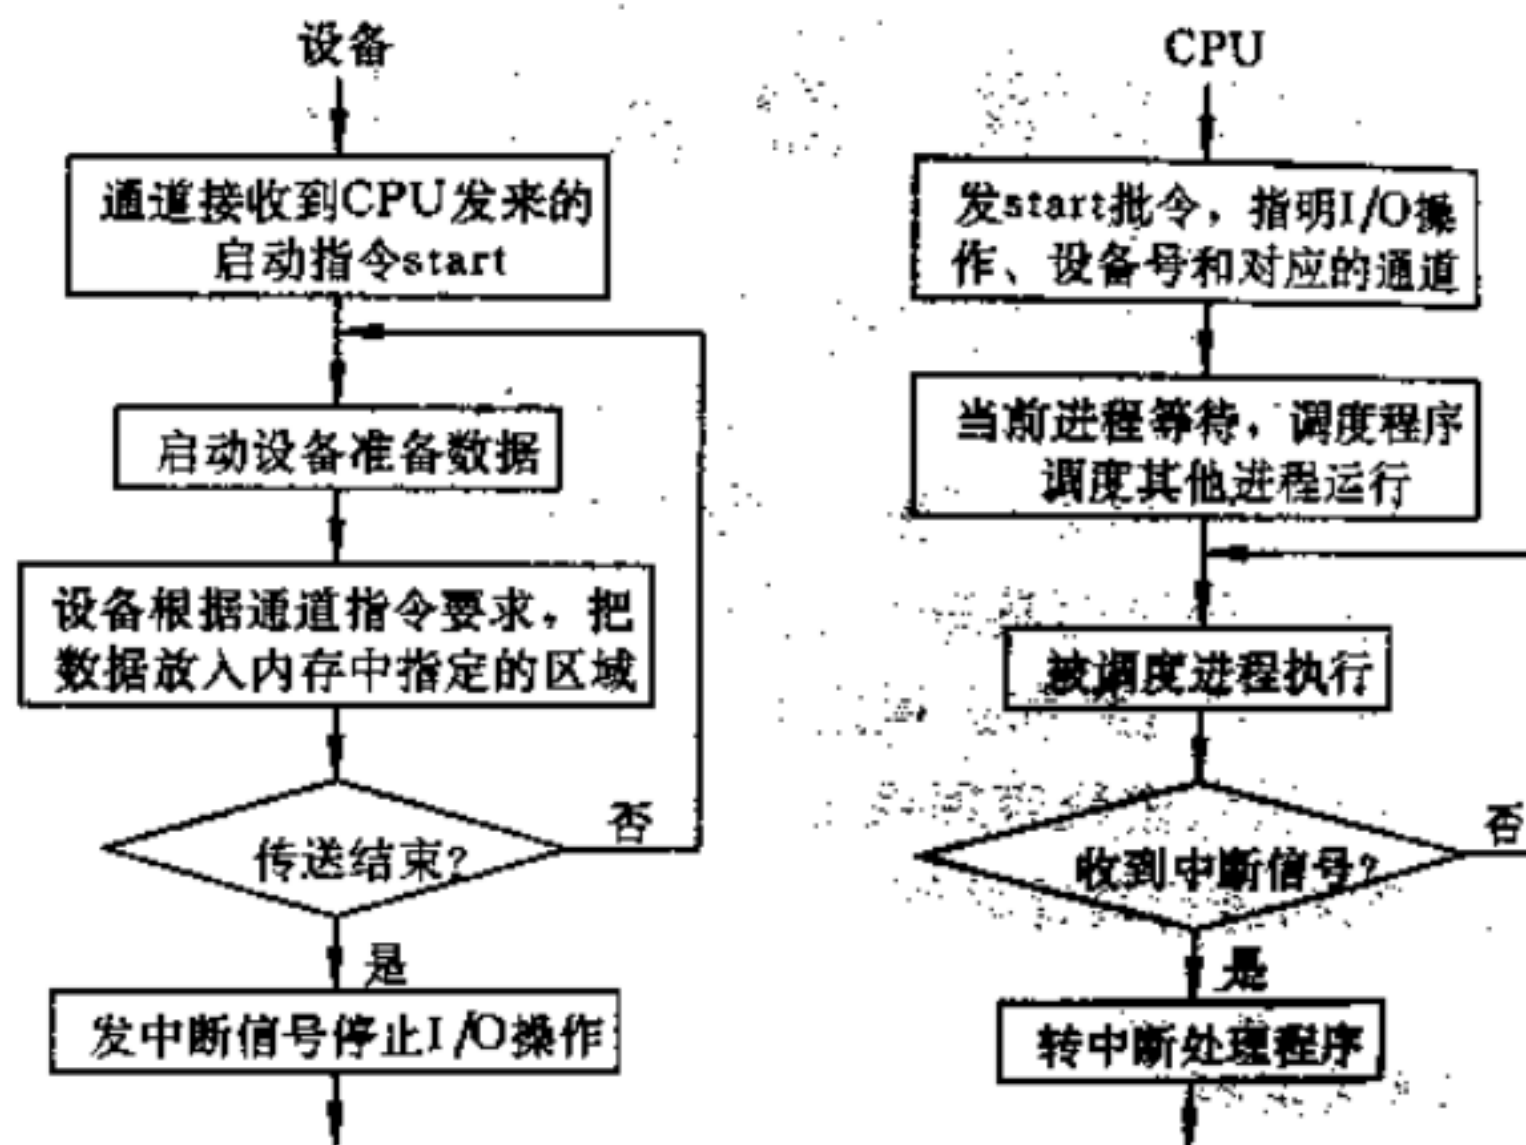 设备
通道接收到CPU发来的
启动指令start
启动设备准备数据
设备根据通道指令要求，把
数据放入内存中指定的区域
传送结束?
否
是
发中断信号停止I/O操作
CPU
发start批令，指明I/O操
作、设备号和对应的通道
当前进程等待，调度程序
调度其他进程运行
被调度进程执行
收到中断信号?
否
是
转中断处理程序